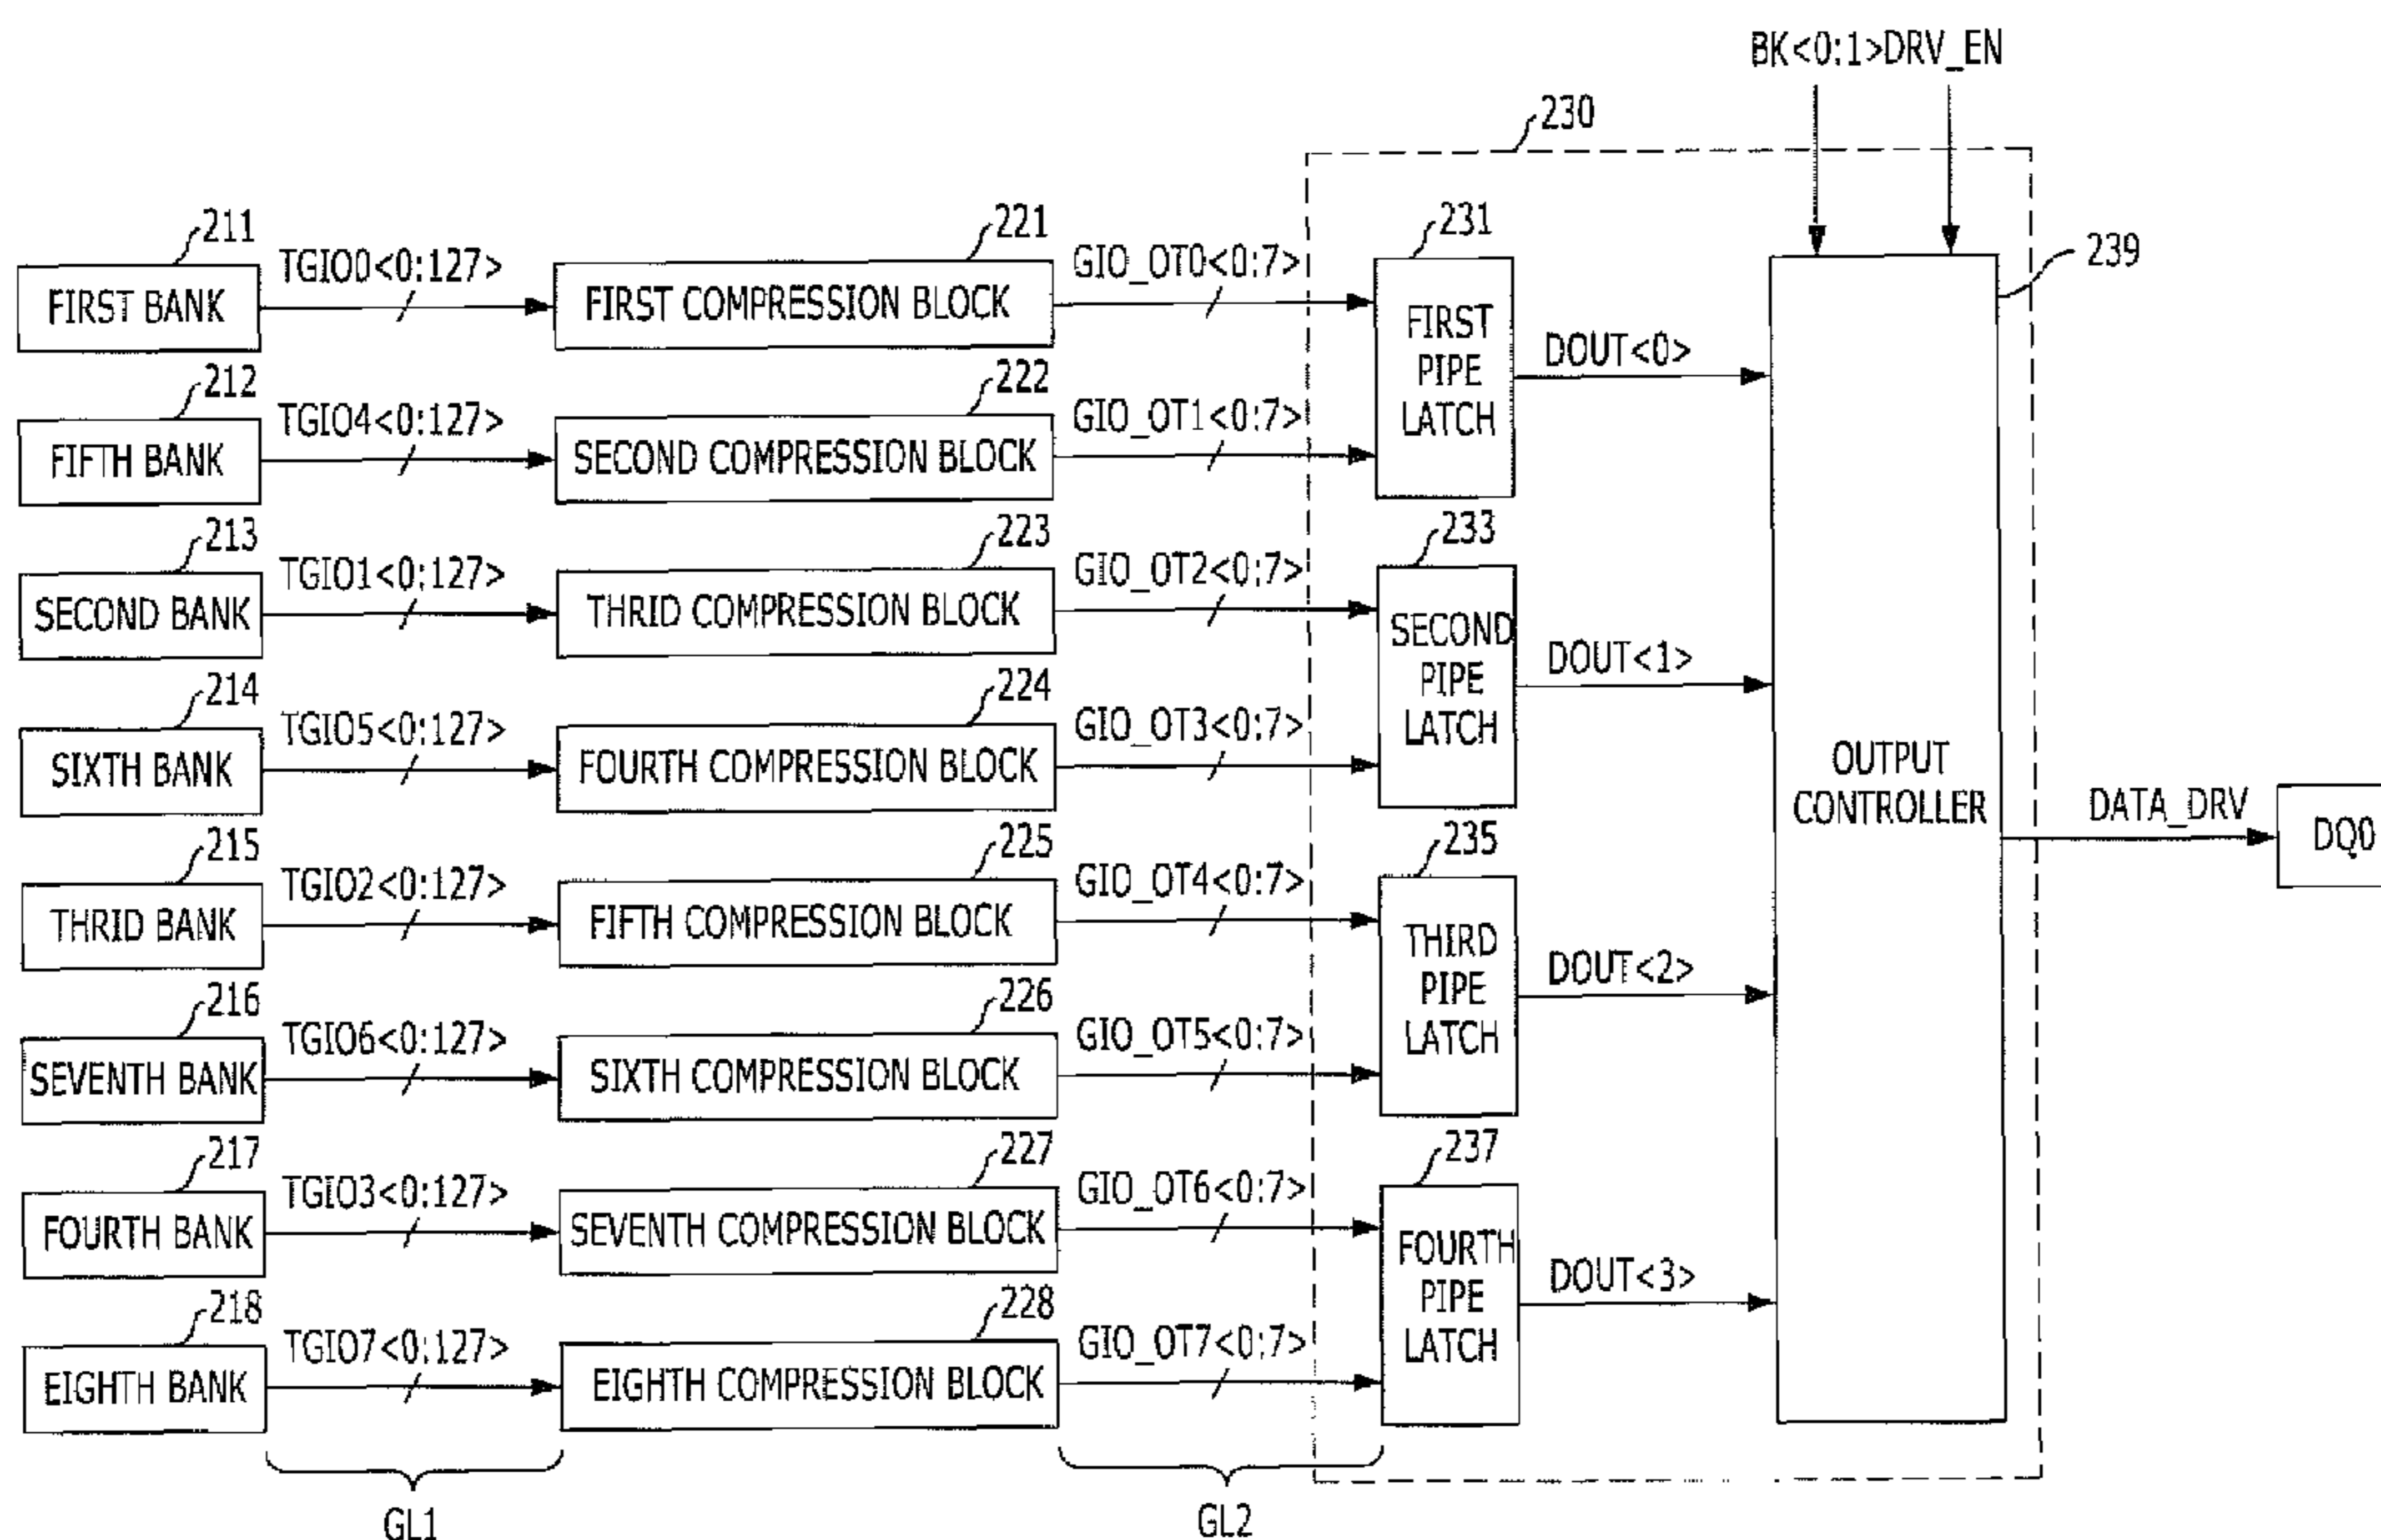 BK<0:1>DRV_EN
230
211
TGIO0<0:127>
221
GIO_OT0<0:7>
231
239
FIRST BANK
FIRST COMPRESSION BLOCK
FIRST
PIPE
LATCH
DOUT<0>
212
TGIO4<0:127>
222
GIO_OT1<0:7>
FIFTH BANK
SECOND COMPRESSION BLOCK
213
TGIO1<0:127>
223
GIO_OT2<0:7>
233
SECOND BANK
THRID COMPRESSION BLOCK
SECOND
PIPE
LATCH
DOUT<1>
214
TGIO5<0:127>
224
GIO_OT3<0:7>
SIXTH BANK
FOURTH COMPRESSION BLOCK
OUTPUT
CONTROLLER
DATA_DRV
DQ0
215
TGIO2<0:127>
225
GIO_OT4<0:7>
235
THRID BANK
FIFTH COMPRESSION BLOCK
THIRD
PIPE
LATCH
DOUT<2>
216
TGIO6<0:127>
226
GIO_OT5<0:7>
SEVENTH BANK
SIXTH COMPRESSION BLOCK
217
TGIO3<0:127>
227
GIO_OT6<0:7>
237
FOURTH BANK
SEVENTH COMPRESSION BLOCK
FOURTH
PIPE
LATCH
DOUT<3>
218
TGIO7<0:127>
228
GIO_OT7<0:7>
EIGHTH BANK
EIGHTH COMPRESSION BLOCK
GL1
GL2